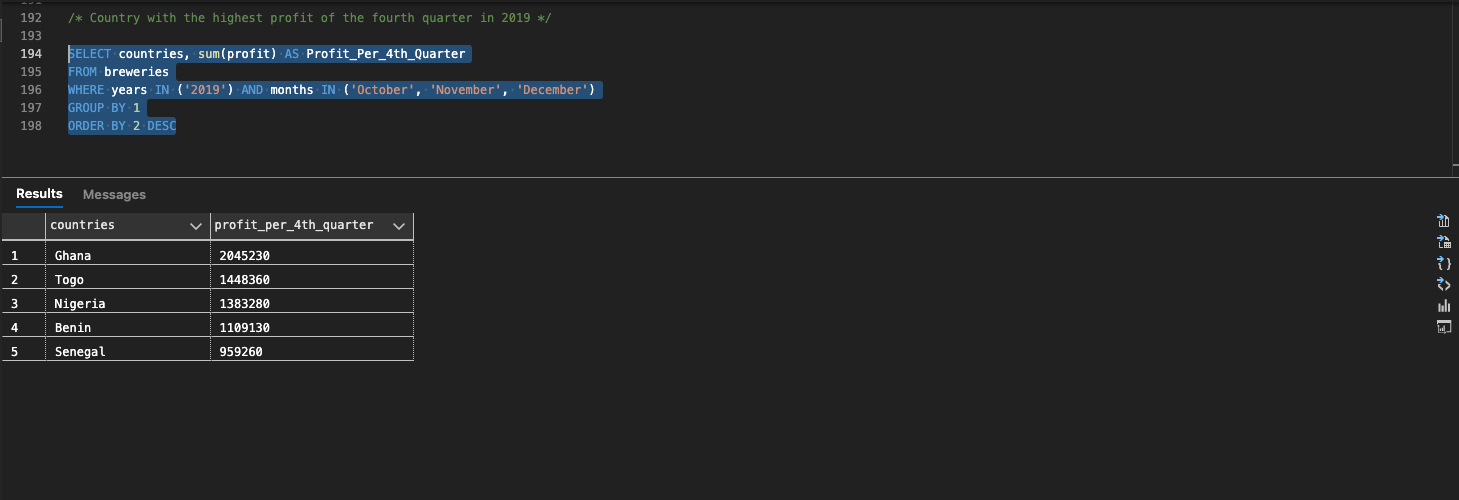 192 /* Country with the highest profit of the fourth quarter in 2019 */
193
194 SELECT countries, sum(profit) AS Profit_Per_4th_Quarter
195 FROM breweries
196 WHERE years IN ('2019') AND months IN ('October', 'November', 'December')
197 GROUP BY 1
198 ORDER BY 2 DESC
Results Messages
countries profit_per_4th_quarter
1 Ghana 2045230
2 Togo 1448360
3 Nigeria 1383280
4 Benin 1109130
5 Senegal 959260